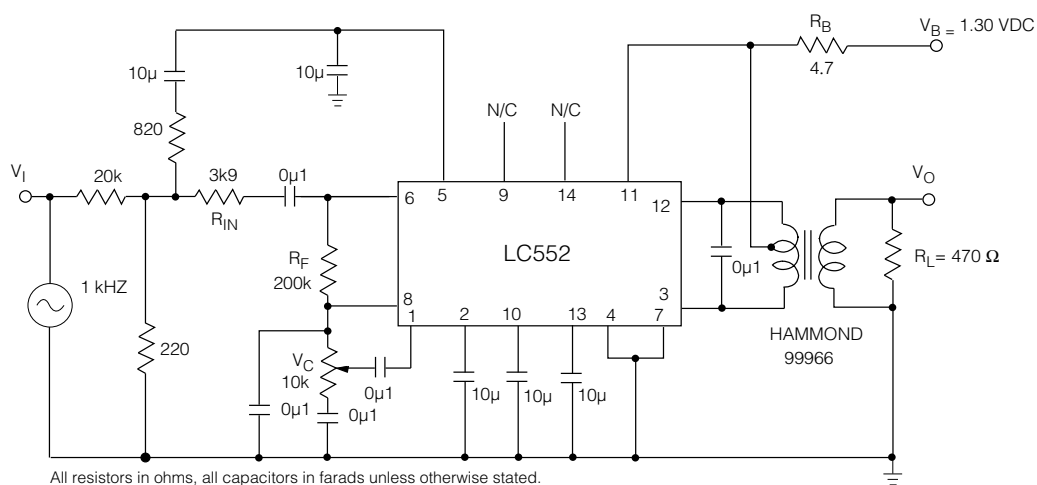 R_B
V_B = 1.30 VDC
4.7
10µ
10µ
N/C
N/C
820
V_I
20k
3k9
0µ1
R_IN
6
5
9
14
11
12
V_O
LC552
R_F
200k
0µ1
R_L= 470 Ω
1 kHZ
3
8
1
2
10
13
4
7
HAMMOND
99966
220
V_C
10k
0µ1
10µ
10µ
10µ
0µ1
0µ1
All resistors in ohms, all capacitors in farads unless otherwise stated.